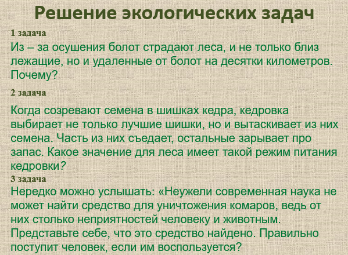 Решение экологических задач
1 задача
Из – за осушения болот страдают леса, и не только близ
лежащие, но и удаленные от болот на десятки километров.
Почему?
2 задача
Когда созревают семена в шишках кедра, кедровка
выбирает не только лучшие шишки, но и вытаскивает из них
семена. Часть из них съедает, остальные зарывает про
запас. Какое значение для леса имеет такой режим питания
кедровки?
3 задача
Нередко можно услышать: «Неужели современная наука не
может найти средство для уничтожения комаров, ведь от
них столько неприятностей человеку и животным.
Представьте себе, что это средство найдено. Правильно
поступит человек, если им воспользуется?